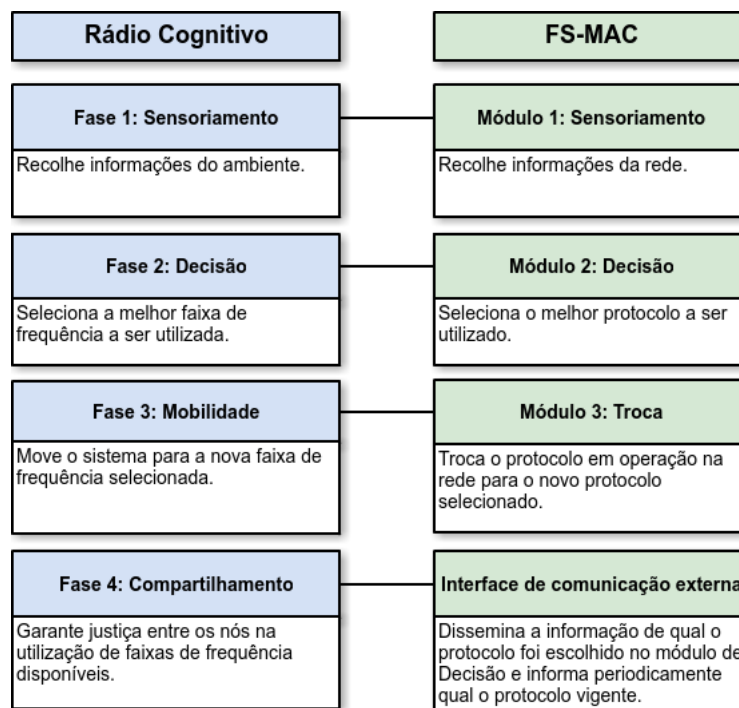 Rádio Cognitivo
FS-MAC
Fase 1: Sensoriamento
Módulo 1: Sensoriamento
Recolhe informações do ambiente.
Recolhe informações da rede.
Fase 2: Decisão
Módulo 2: Decisão
Seleciona a melhor faixa de
frequência a ser utilizada.
Seleciona o melhor protocolo a ser
utilizado.
Fase 3: Mobilidade
Módulo 3: Troca
Move o sistema para a nova faixa de
frequência selecionada.
Troca o protocolo em operação na
rede para o novo protocolo
selecionado.
Fase 4: Compartilhamento
Interface de comunicação externa
Garante justiça entre os nós na
utilização de faixas de frequência
disponíveis.
Dissemina a informação de qual o
protocolo foi escolhido no módulo de
Decisão e informa periodicamente
qual o protocolo vigente.